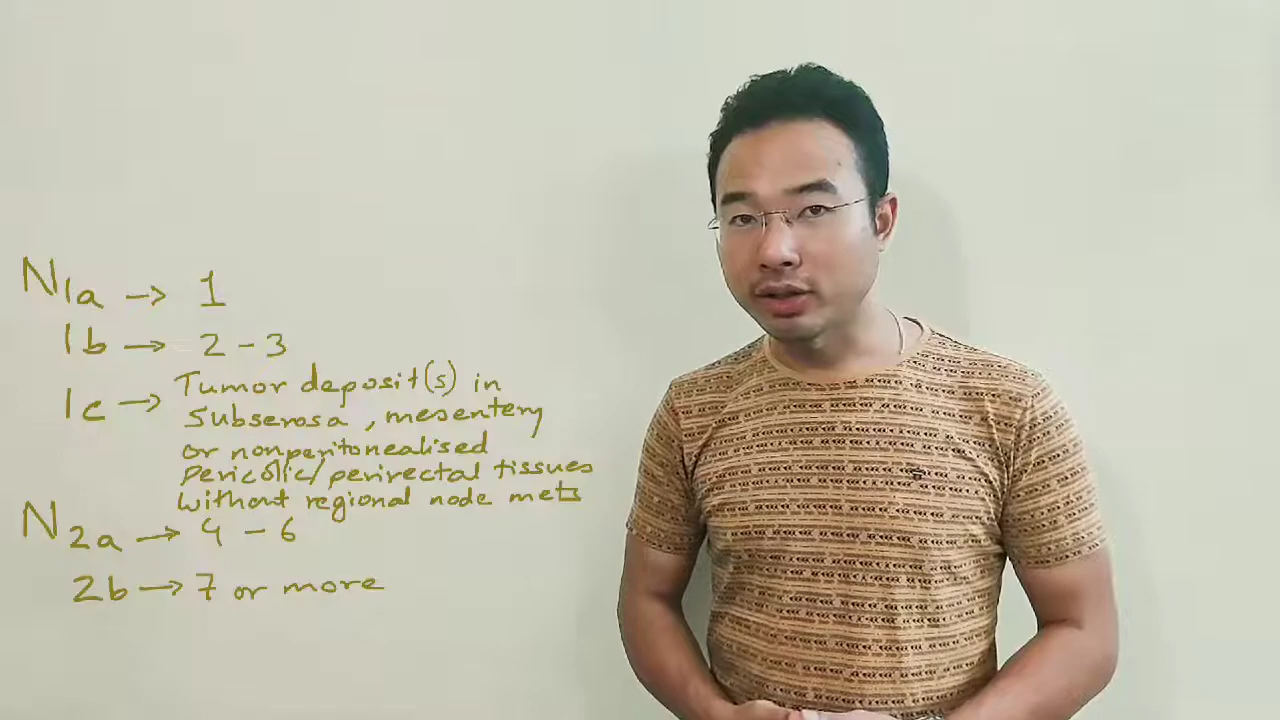 N1a → 1
1b → 2 - 3
1c → Tumor deposit(s) in
subserosa, mesentery
or nonperitonealised
pericolic/perirectal tissues
without regional node mets
N2a → 4 - 6
2b → 7 or more